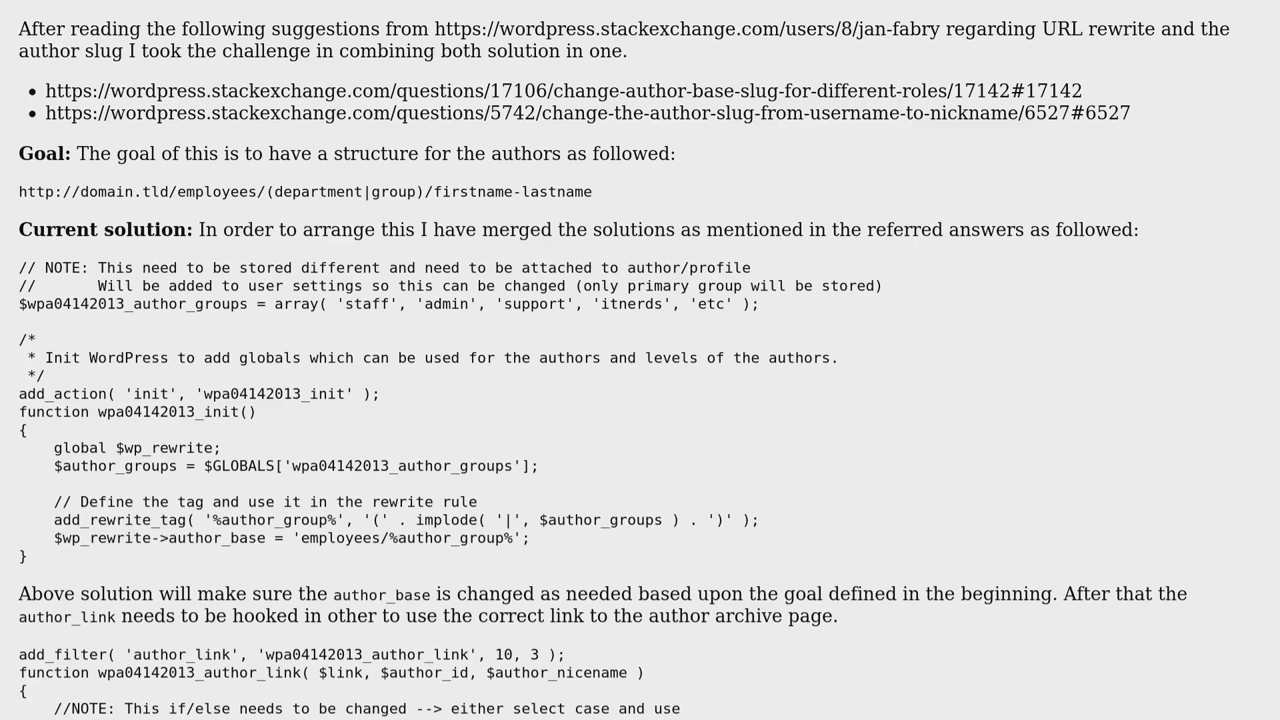 After reading the following suggestions from https://wordpress.stackexchange.com/users/8/jan-fabry regarding URL rewrite and the
author slug I took the challenge in combining both solution in one.
• https://wordpress.stackexchange.com/questions/17106/change-author-base-slug-for-different-roles/17142#17142
• https://wordpress.stackexchange.com/questions/5742/change-the-author-slug-from-username-to-nickname/6527#6527
Goal: The goal of this is to have a structure for the authors as followed:
http://domain.tld/employees/(department|group)/firstname-lastname
Current solution: In order to arrange this I have merged the solutions as mentioned in the referred answers as followed:
// NOTE: This need to be stored different and need to be attached to author/profile
//       Will be added to user settings so this can be changed (only primary group will be stored)
$wpa04142013_author_groups = array( 'staff', 'admin', 'support', 'itnerds', 'etc' );
/*
 * Init WordPress to add globals which can be used for the authors and levels of the authors.
 */
add_action( 'init', 'wpa04142013_init' );
function wpa04142013_init()
{
    global $wp_rewrite;
    $author_groups = $GLOBALS['wpa04142013_author_groups'];
    // Define the tag and use it in the rewrite rule
    add_rewrite_tag( '%author_group%', '(' . implode( '|', $author_groups ) . ')' );
    $wp_rewrite->author_base = 'employees/%author_group%';
}
Above solution will make sure the author_base is changed as needed based upon the goal defined in the beginning. After that the
author_link needs to be hooked in other to use the correct link to the author archive page.
add_filter( 'author_link', 'wpa04142013_author_link', 10, 3 );
function wpa04142013_author_link( $link, $author_id, $author_nicename )
{
    //NOTE: This if/else needs to be changed --> either select case and use